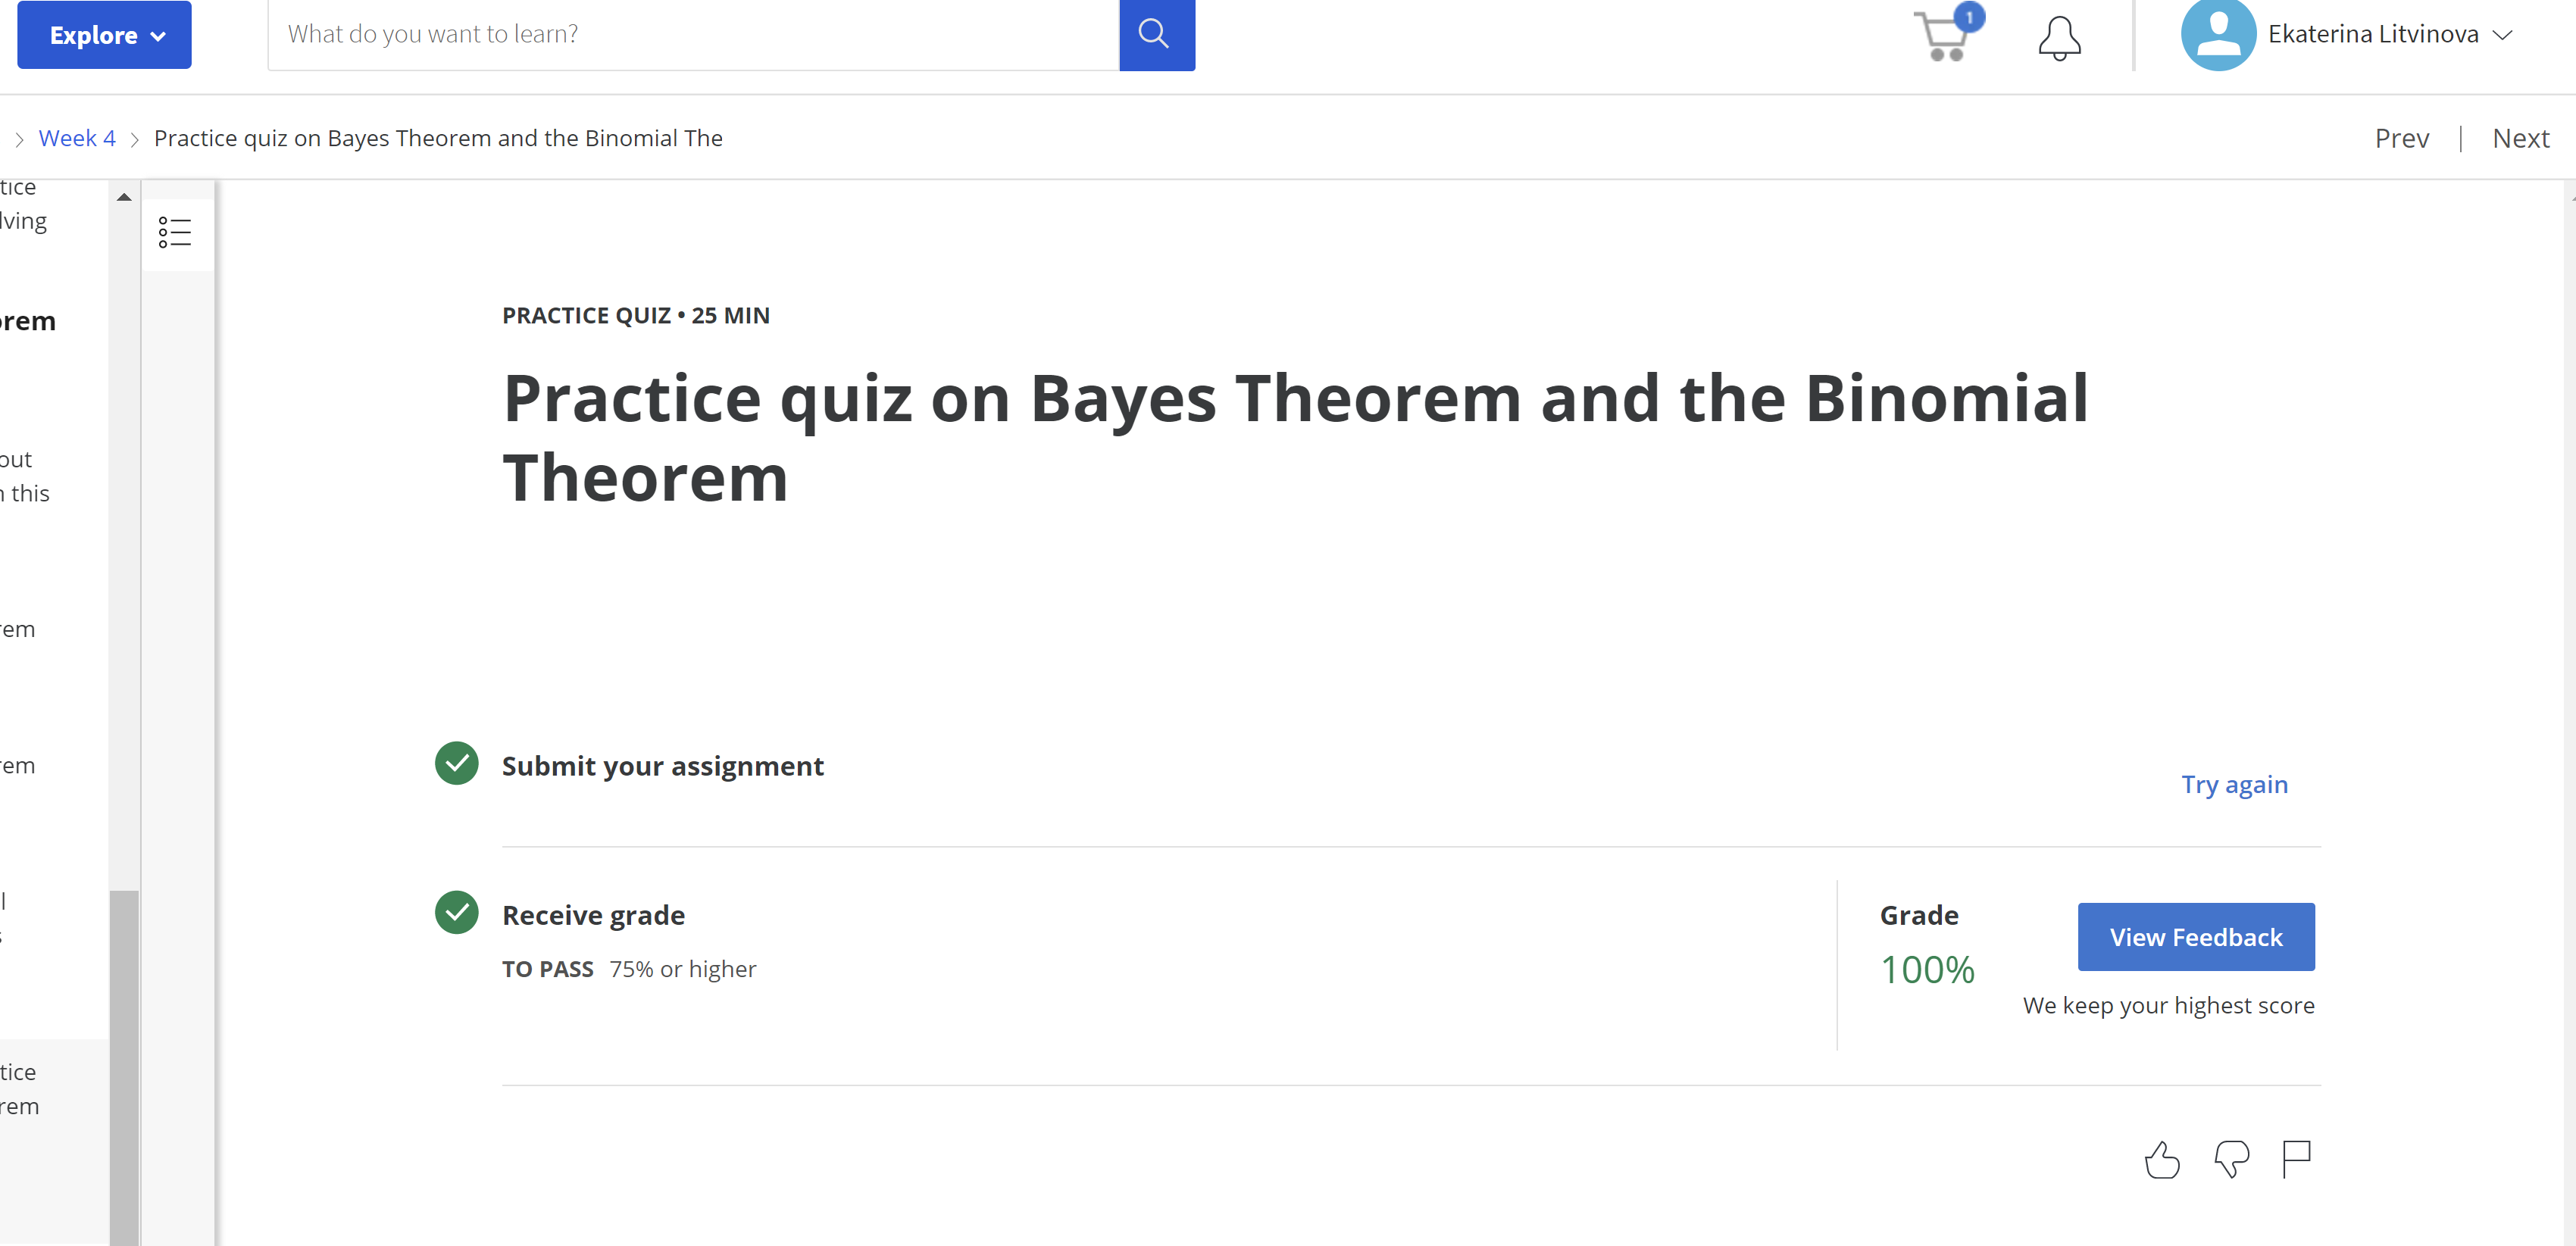 Explore
What do you want to learn?
1
Ekaterina Litvinova
Week 4
Practice quiz on Bayes Theorem and the Binomial The
Prev
Next
tice
lving
orem
out
this
rem
rem
tice
rem
PRACTICE QUIZ • 25 MIN
Practice quiz on Bayes Theorem and the Binomial
Theorem
Submit your assignment
Try again
Receive grade
TO PASS 75% or higher
Grade
100%
View Feedback
We keep your highest score